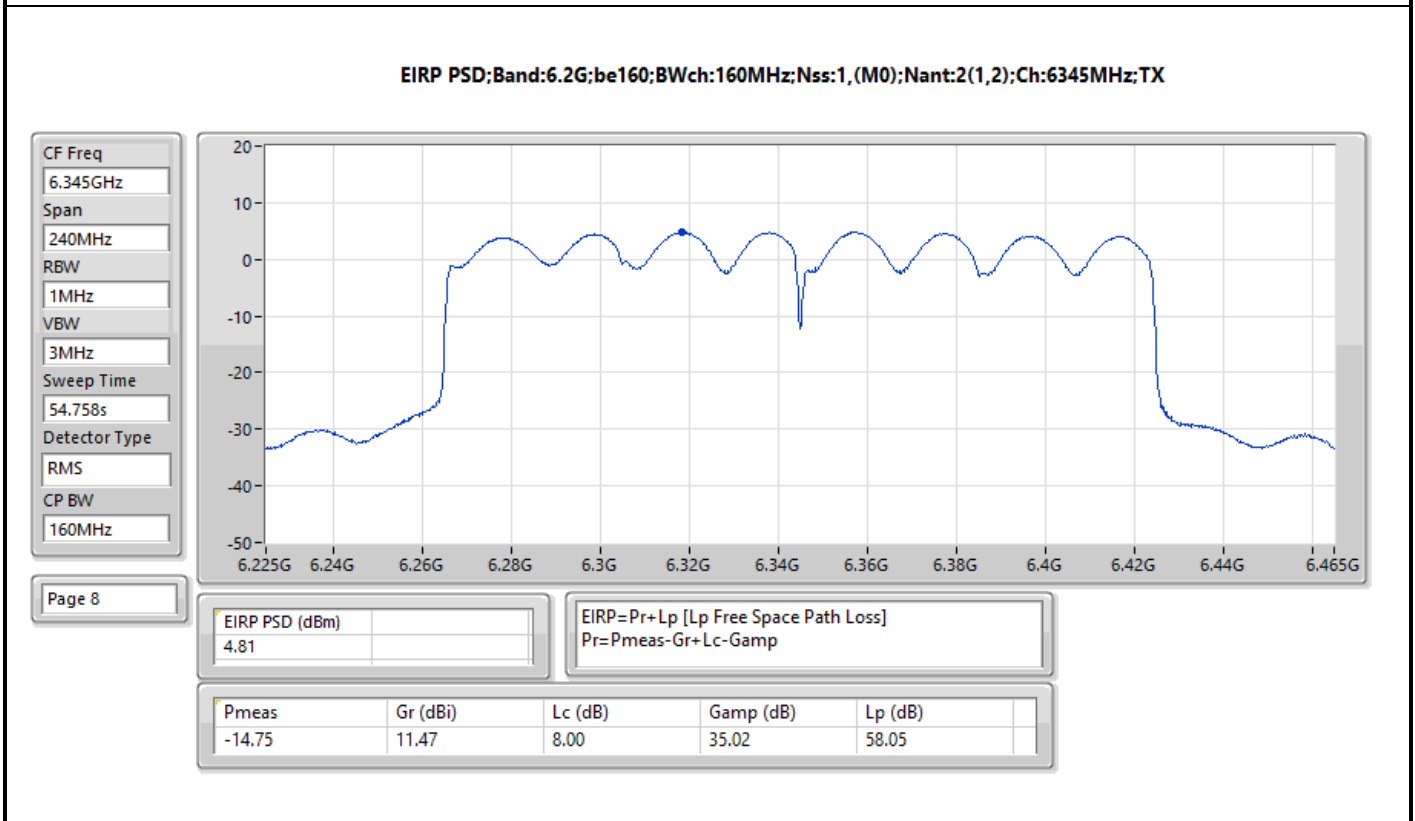 EIRP PSD;Band:6.2G;be160;BWch:160MHz;Nss:1,(M0);Nant:2(1,2);Ch:6345MHz;TX
CF Freq
6.345GHz
Span
240MHz
RBW
1MHz
VBW
3MHz
Sweep Time
54.758s
Detector Type
RMS
CP BW
160MHz
Page 8
20
10
0
-10
-20
-30
-40
-50
6.225G 6.24G 6.26G 6.28G 6.3G 6.32G 6.34G 6.36G 6.38G 6.4G 6.42G 6.44G 6.465G
EIRP PSD (dBm)
4.81
EIRP=Pr+Lp [Lp Free Space Path Loss]
Pr=Pmeas-Gr+Lc-Gamp
Pmeas Gr (dBi) Lc (dB) Gamp (dB) Lp (dB)
-14.75 11.47 8.00 35.02 58.05